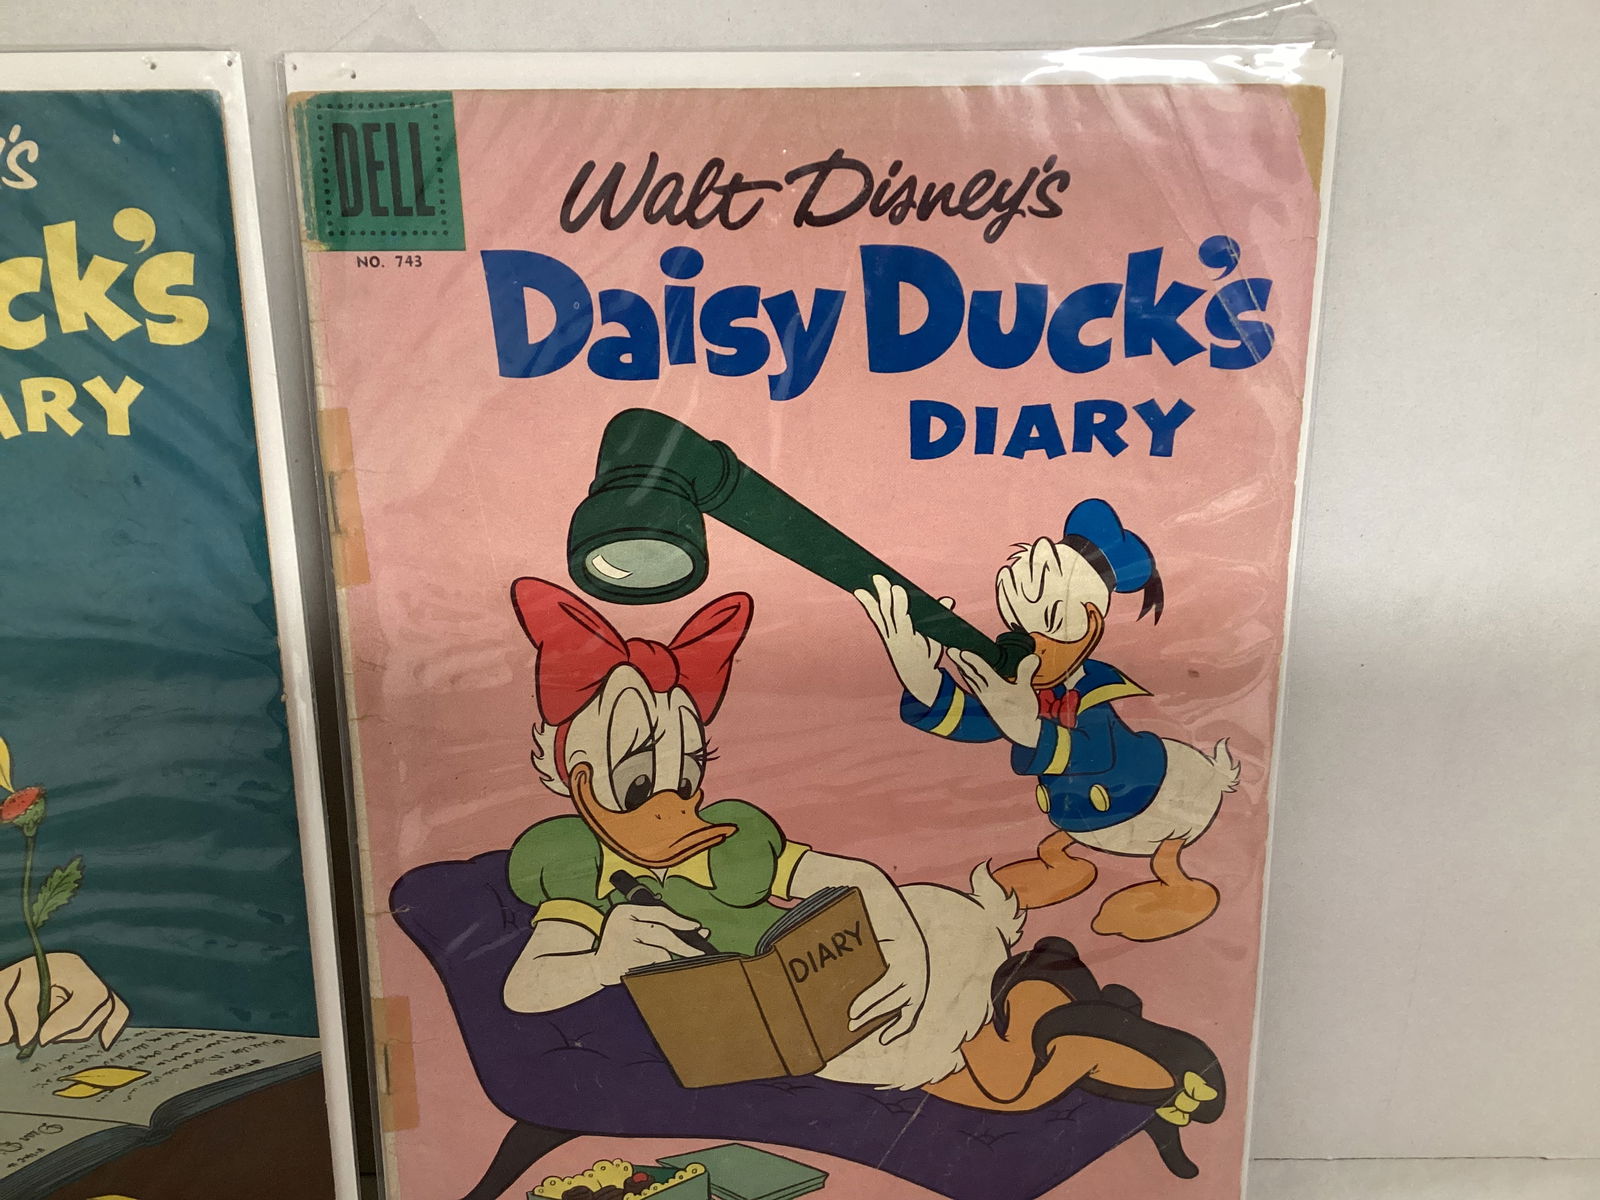 's
ck's
ARY
DELL
NO. 743
Walt Disney's
Daisy Duck's
DIARY
DIARY